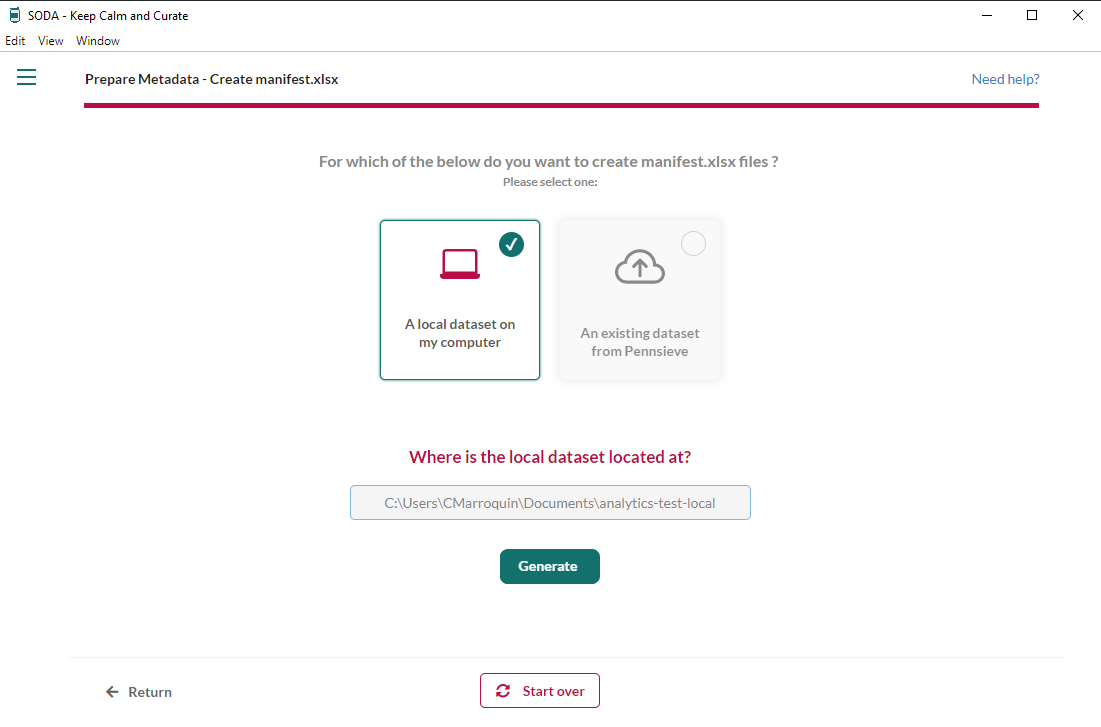 SODA - Keep Calm and Curate
Edit View Window
Prepare Metadata - Create manifest.xlsx
Need help?
For which of the below do you want to create manifest.xlsx files ?
Please select one:
A local dataset on
my computer
An existing dataset
from Pennsieve
Where is the local dataset located at?
C:\Users\CMarroquin\Documents\analytics-test-local
Generate
Return
Start over